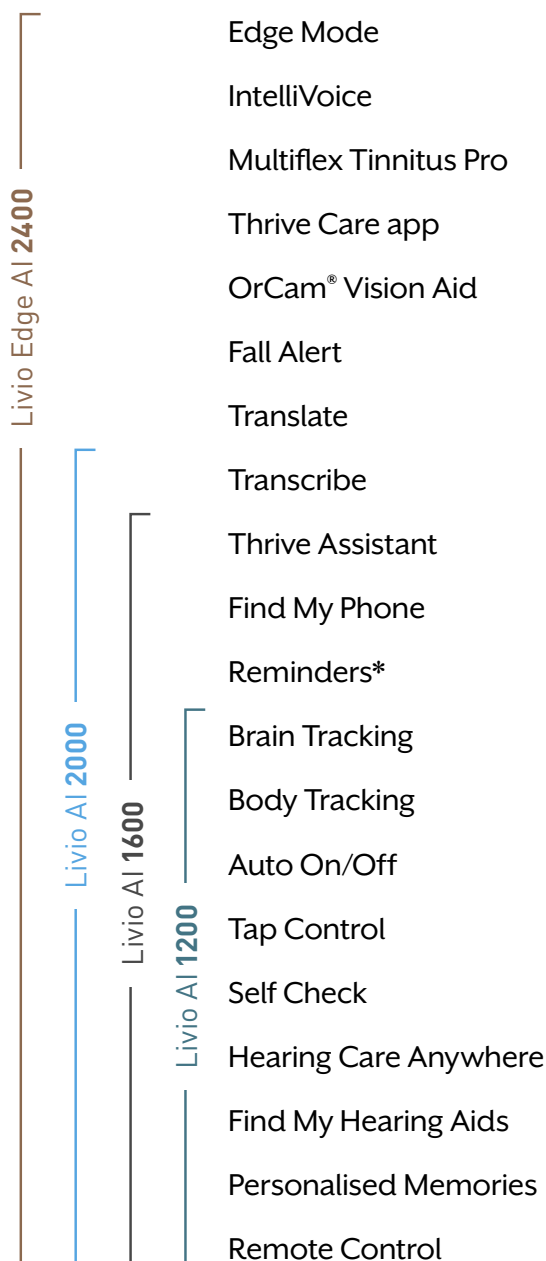 Edge Mode
IntelliVoice
Multiflex Tinnitus Pro
Thrive Care app
OrCam® Vision Aid
Fall Alert
Translate
Transcribe
Thrive Assistant
Find My Phone
Reminders*
Brain Tracking
Body Tracking
Auto On/Off
Tap Control
Self Check
Hearing Care Anywhere
Find My Hearing Aids
Personalised Memories
Remote Control
Livio Edge AI 2400
Livio AI 2000
Livio AI 1600
Livio AI 1200